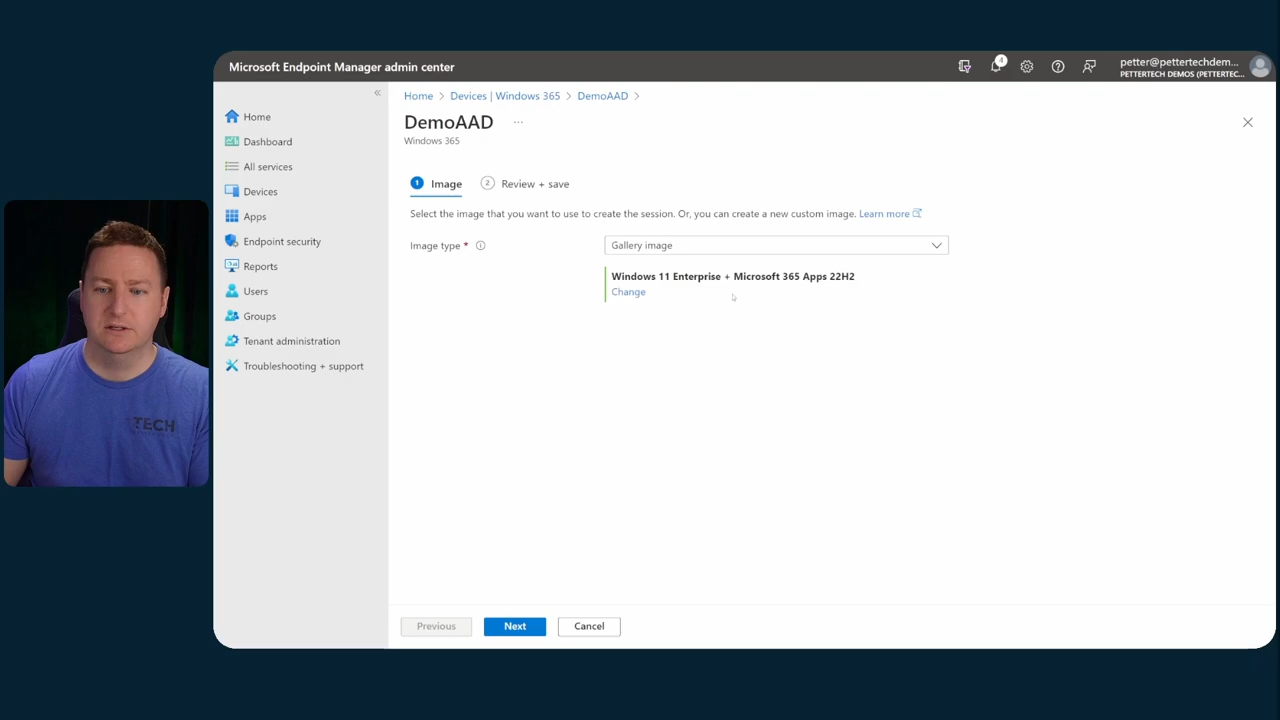 Microsoft Endpoint Manager admin center
4
petter@pettertechdem...
PETTERTECH DEMOS (PETTERTEC...
Home
Dashboard
All services
Devices
Apps
Endpoint security
Reports
Users
Groups
Tenant administration
Troubleshooting + support
Home > Devices | Windows 365 > DemoAAD >
DemoAAD ...
Windows 365
1 Image 2 Review + save
Select the image that you want to use to create the session. Or, you can create a new custom image. Learn more
Image type *
Gallery image
Windows 11 Enterprise + Microsoft 365 Apps 22H2
Change
Previous Next Cancel
TECH